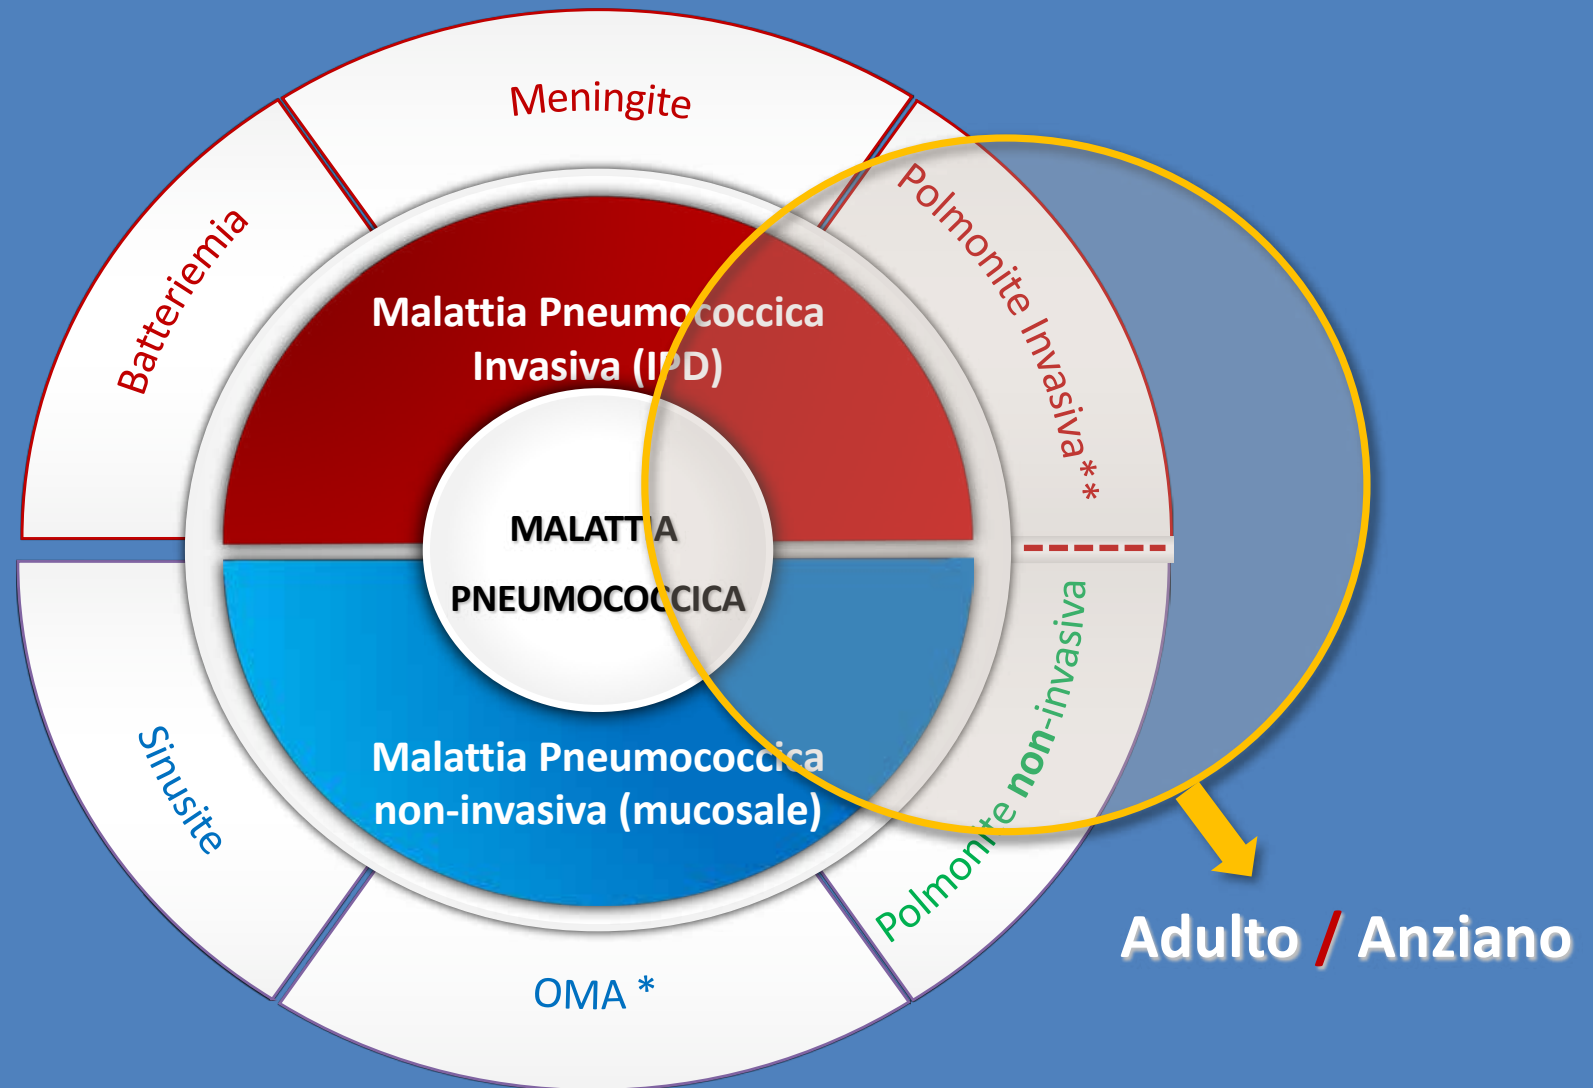 Meningite
Batteriemia
Polmonite Invasiva**
Malattia Pneumococcica
Invasiva (IPD)
MALATTIA
PNEUMOCOCCICA
Malattia Pneumococcica
non-invasiva (mucosale)
Sinusite
OMA *
Polmonite non-invasiva
Adulto / Anziano